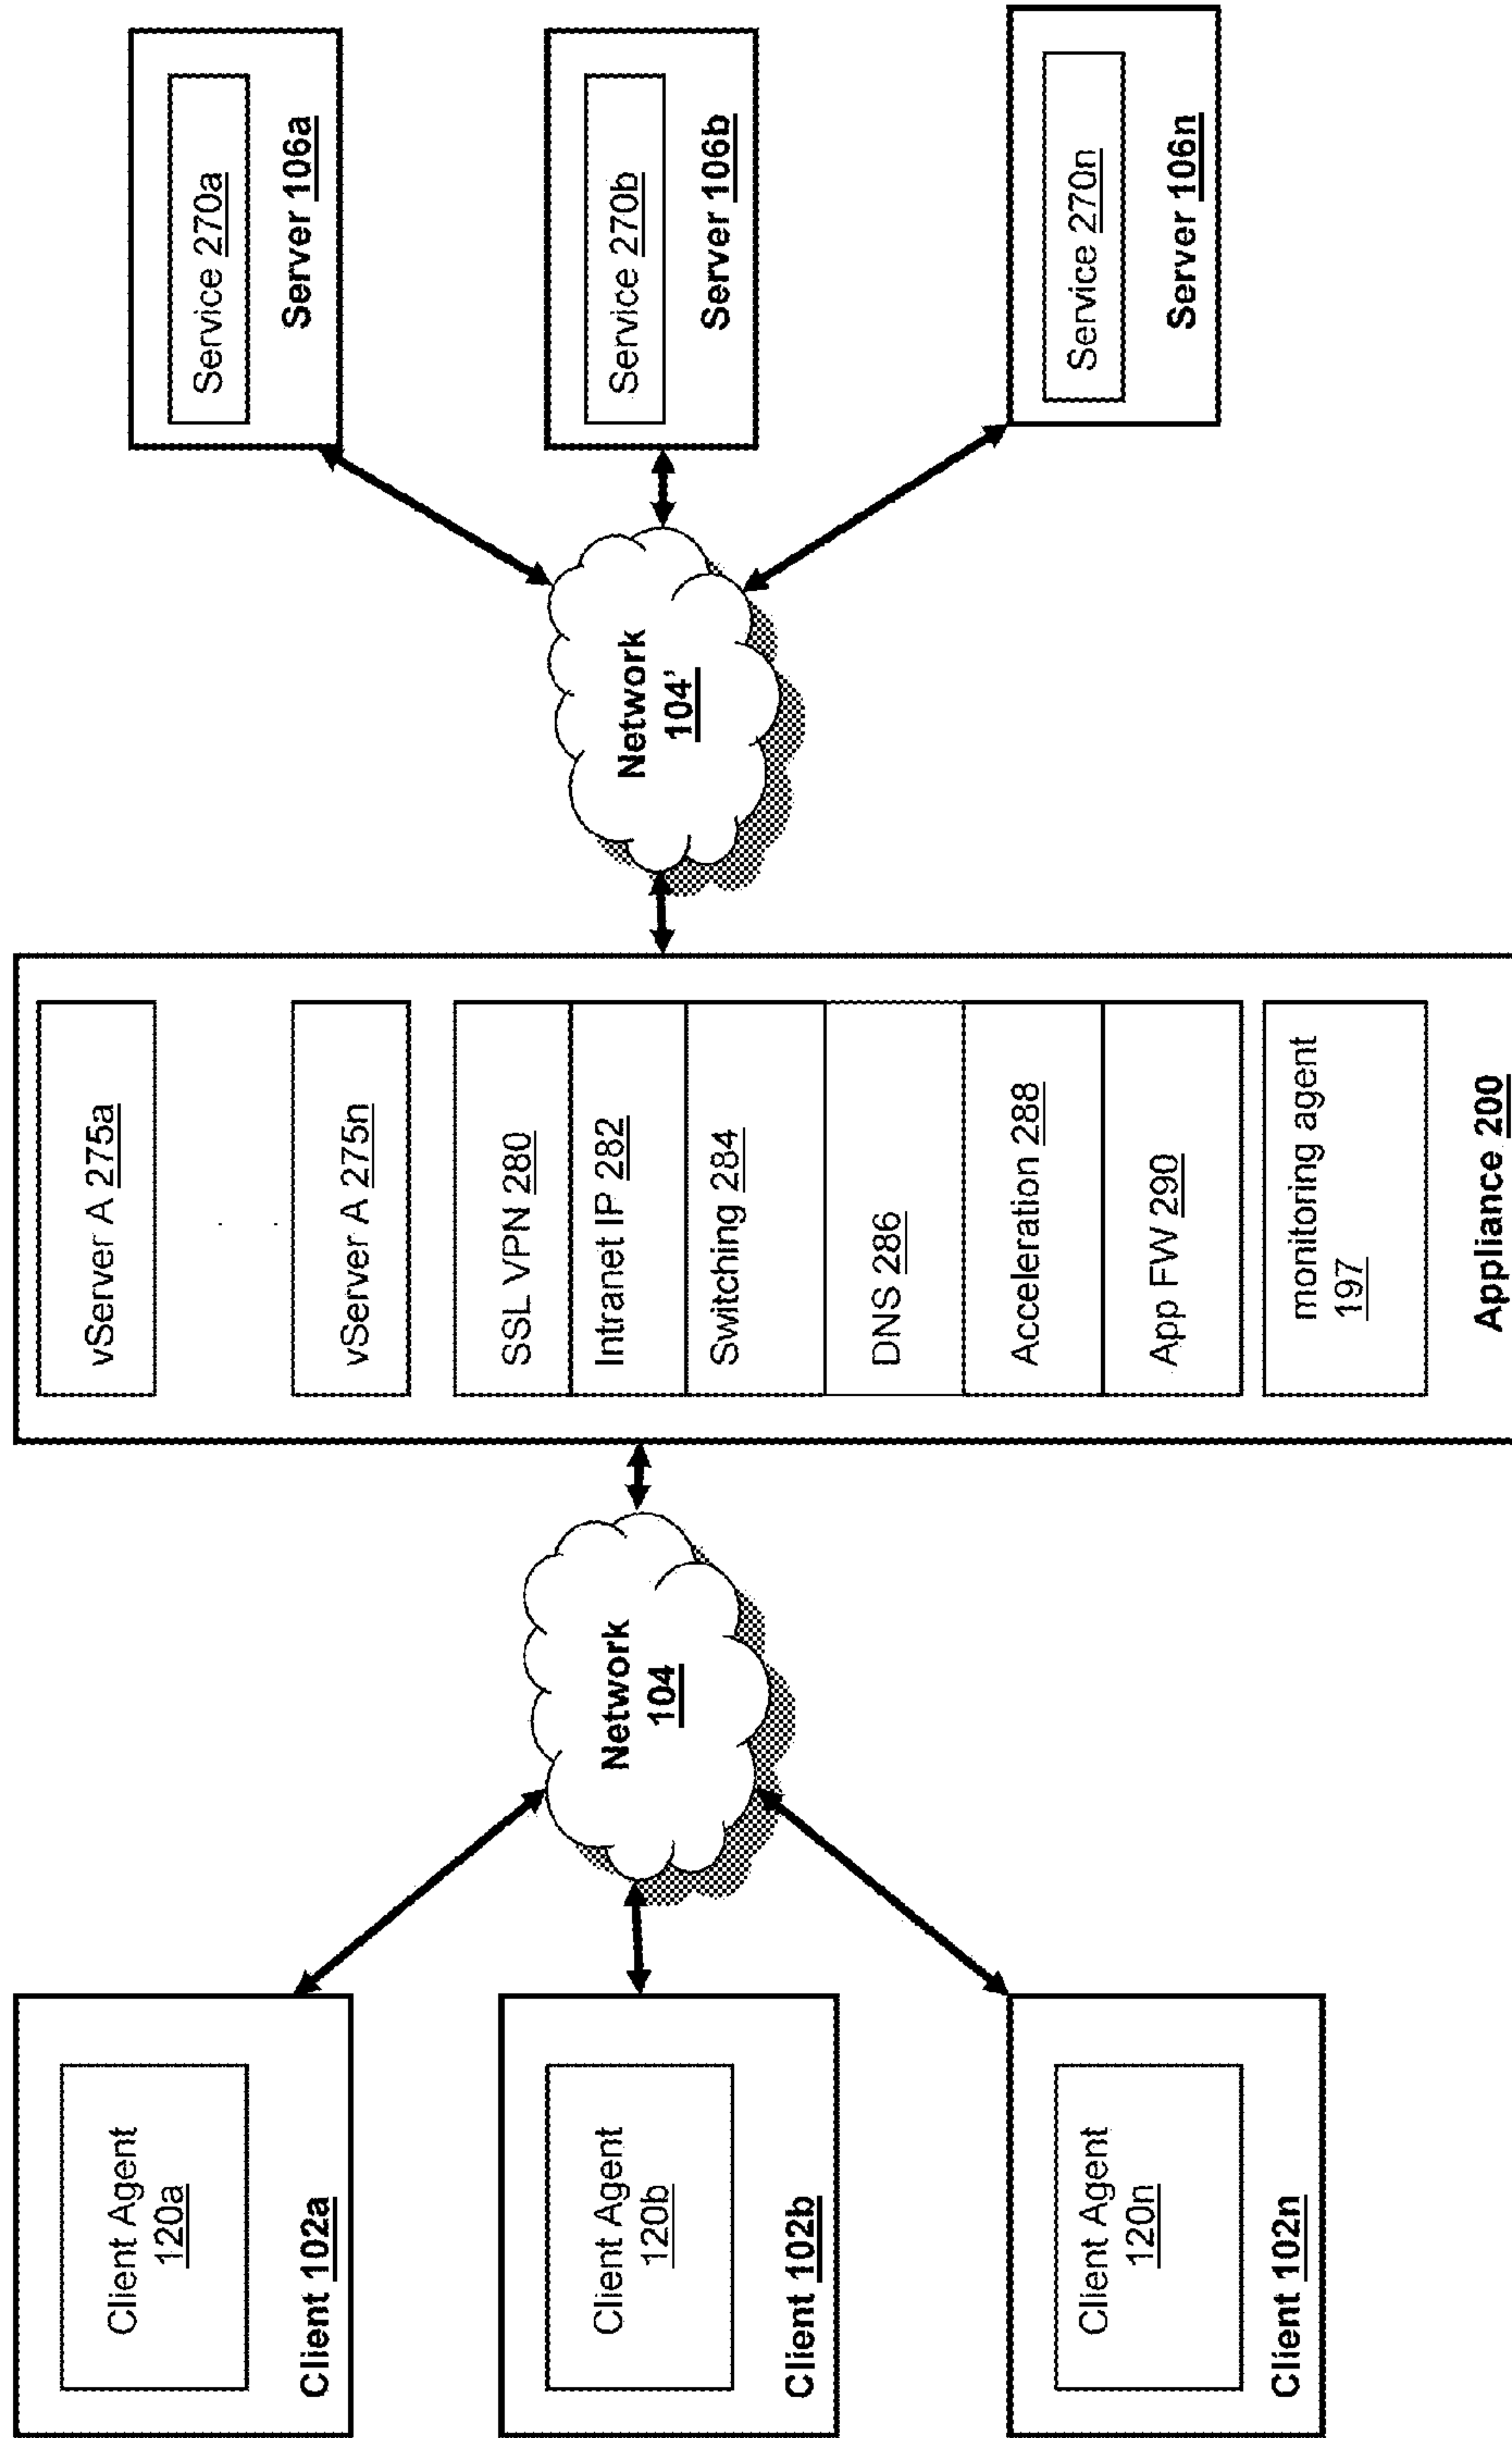 Client Agent
120a
Client 102a
Client Agent
120b
Client 102b
Client Agent
120n
Client 102n
Network
104
vServer A 275a
vServer A 275n
SSL VPN 280
Intranet IP 282
Switching 284
DNS 286
Acceleration 288
App FW 290
monitoring agent
197
Appliance 200
Network
104'
Service 270a
Server 106a
Service 270b
Server 106b
Service 270n
Server 106n